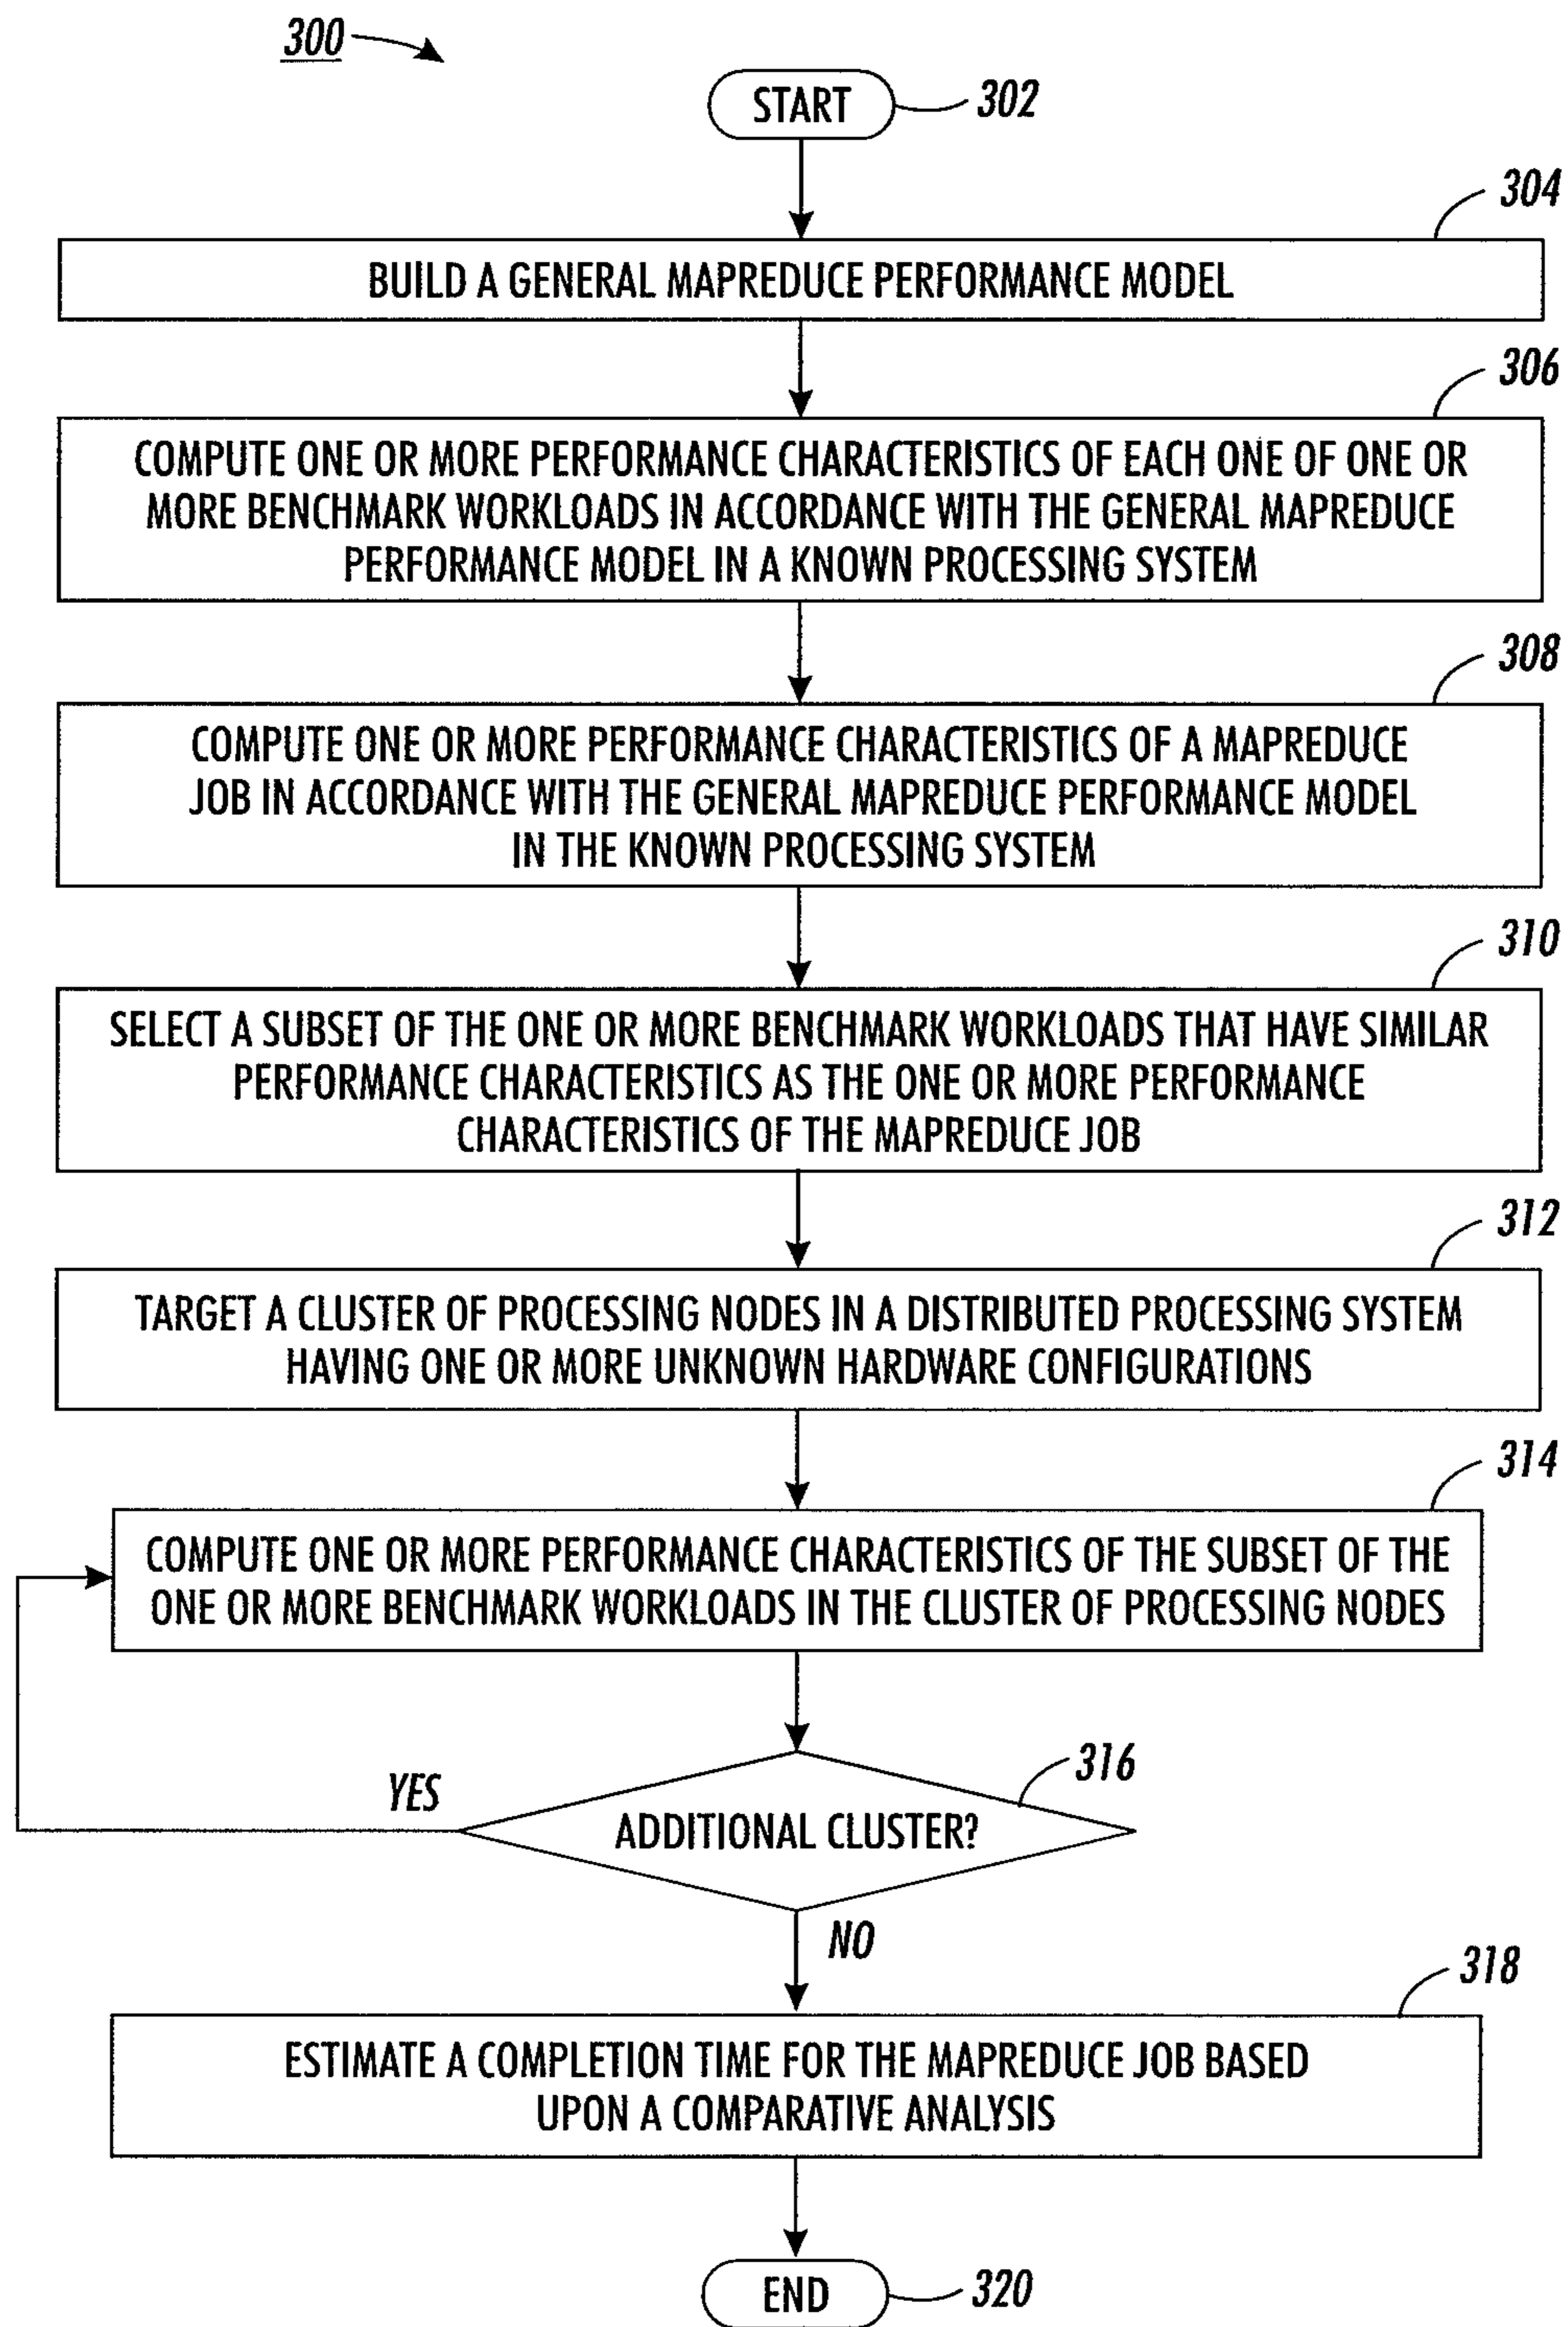 300
START
302
304
BUILD A GENERAL MAPREDUCE PERFORMANCE MODEL
306
COMPUTE ONE OR MORE PERFORMANCE CHARACTERISTICS OF EACH ONE OF ONE OR
MORE BENCHMARK WORKLOADS IN ACCORDANCE WITH THE GENERAL MAPREDUCE
PERFORMANCE MODEL IN A KNOWN PROCESSING SYSTEM
308
COMPUTE ONE OR MORE PERFORMANCE CHARACTERISTICS OF A MAPREDUCE
JOB IN ACCORDANCE WITH THE GENERAL MAPREDUCE PERFORMANCE MODEL
IN THE KNOWN PROCESSING SYSTEM
310
SELECT A SUBSET OF THE ONE OR MORE BENCHMARK WORKLOADS THAT HAVE SIMILAR
PERFORMANCE CHARACTERISTICS AS THE ONE OR MORE PERFORMANCE
CHARACTERISTICS OF THE MAPREDUCE JOB
312
TARGET A CLUSTER OF PROCESSING NODES IN A DISTRIBUTED PROCESSING SYSTEM
HAVING ONE OR MORE UNKNOWN HARDWARE CONFIGURATIONS
314
COMPUTE ONE OR MORE PERFORMANCE CHARACTERISTICS OF THE SUBSET OF THE
ONE OR MORE BENCHMARK WORKLOADS IN THE CLUSTER OF PROCESSING NODES
316
YES
ADDITIONAL CLUSTER?
NO
318
ESTIMATE A COMPLETION TIME FOR THE MAPREDUCE JOB BASED
UPON A COMPARATIVE ANALYSIS
END
320